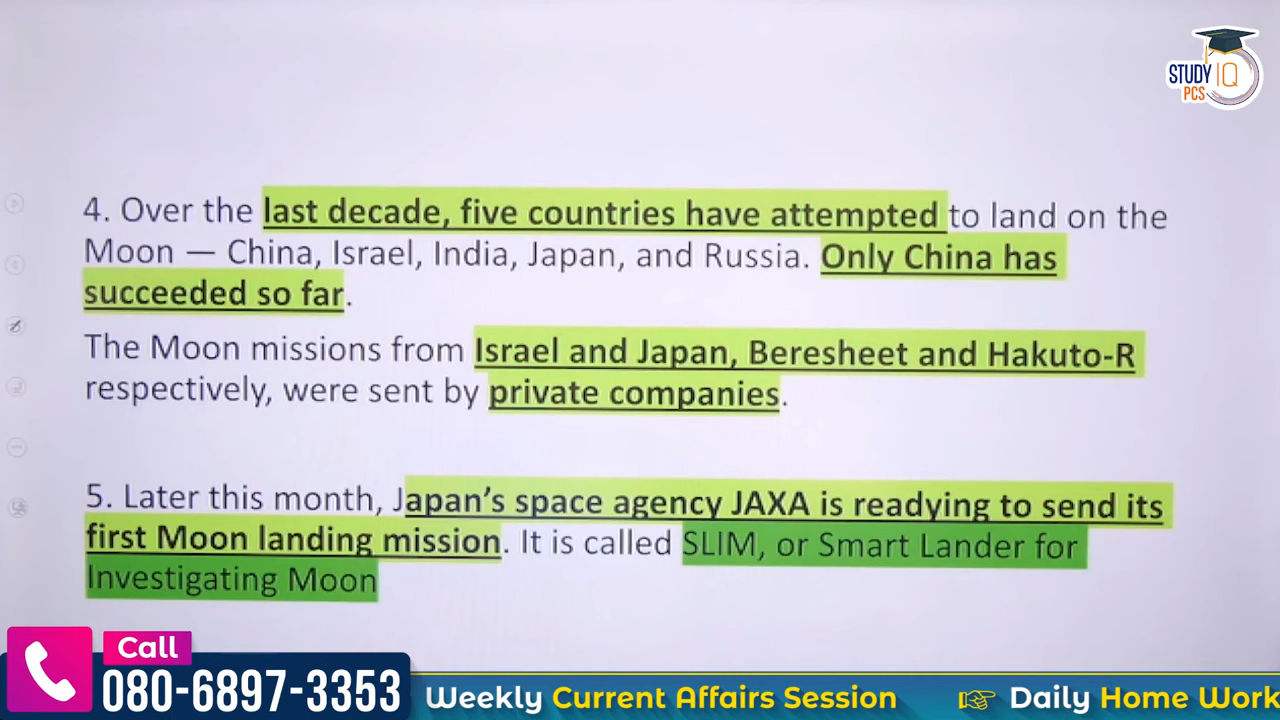 STUDY IQ
PCS
4. Over the last decade, five countries have attempted to land on the
Moon — China, Israel, India, Japan, and Russia. Only China has
succeeded so far.
The Moon missions from Israel and Japan, Beresheet and Hakuto-R
respectively, were sent by private companies.
5. Later this month, Japan’s space agency JAXA is readying to send its
first Moon landing mission. It is called SLIM, or Smart Lander for
Investigating Moon
Call
080-6897-3353
Weekly Current Affairs Session
Daily Home Work